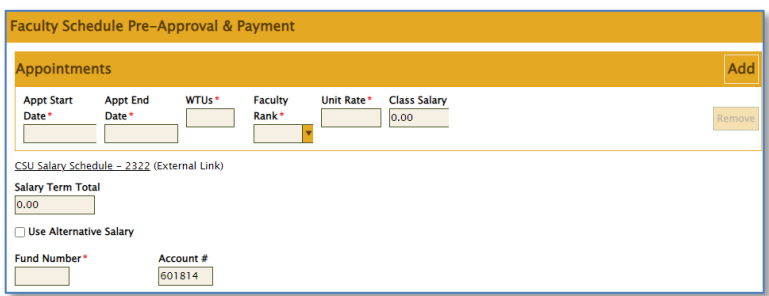 Faculty Schedule Pre-Approval & Payment
Appointments Add
Appt Start Date* Appt End Date* WTUs* Faculty Rank* Unit Rate* Class Salary
0.00
Remove
CSU Salary Schedule - 2322 (External Link)
Salary Term Total
0.00
Use Alternative Salary
Fund Number* Account #
601814